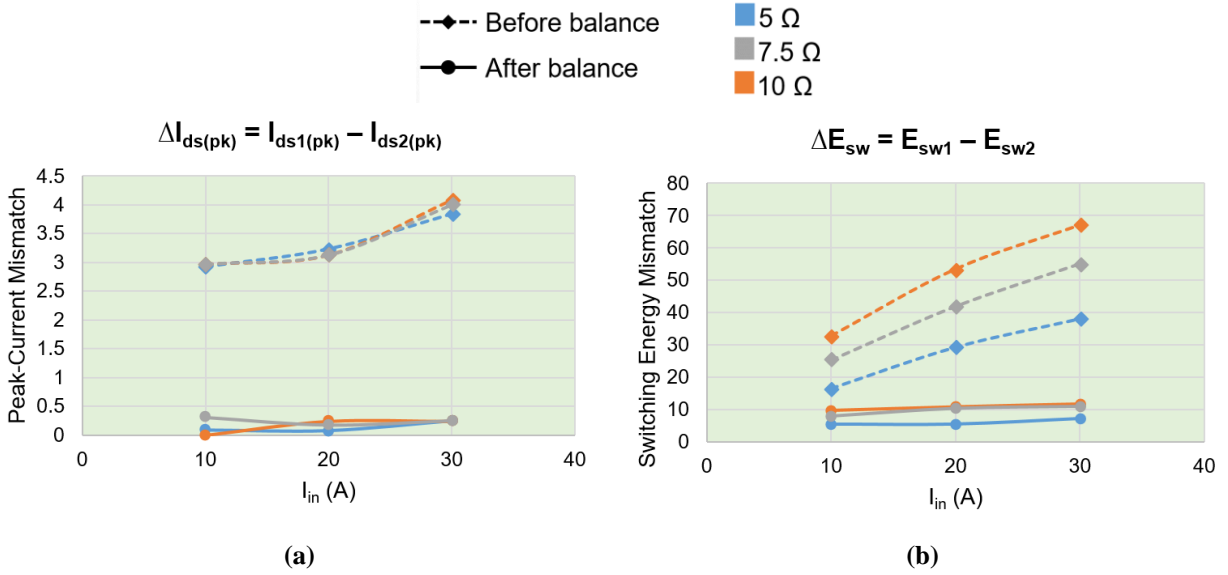 Before balance
After balance
5 Ω
7.5 Ω
10 Ω
ΔIds(pk) = Ids1(pk) – Ids2(pk)
Peak-Current Mismatch
4.5
4
3.5
3
2.5
2
1.5
1
0.5
0
0 10 20 30 40
Iin (A)
(a)
ΔEsw = Esw1 – Esw2
Switching Energy Mismatch
80
70
60
50
40
30
20
10
0
0 10 20 30 40
Iin (A)
(b)